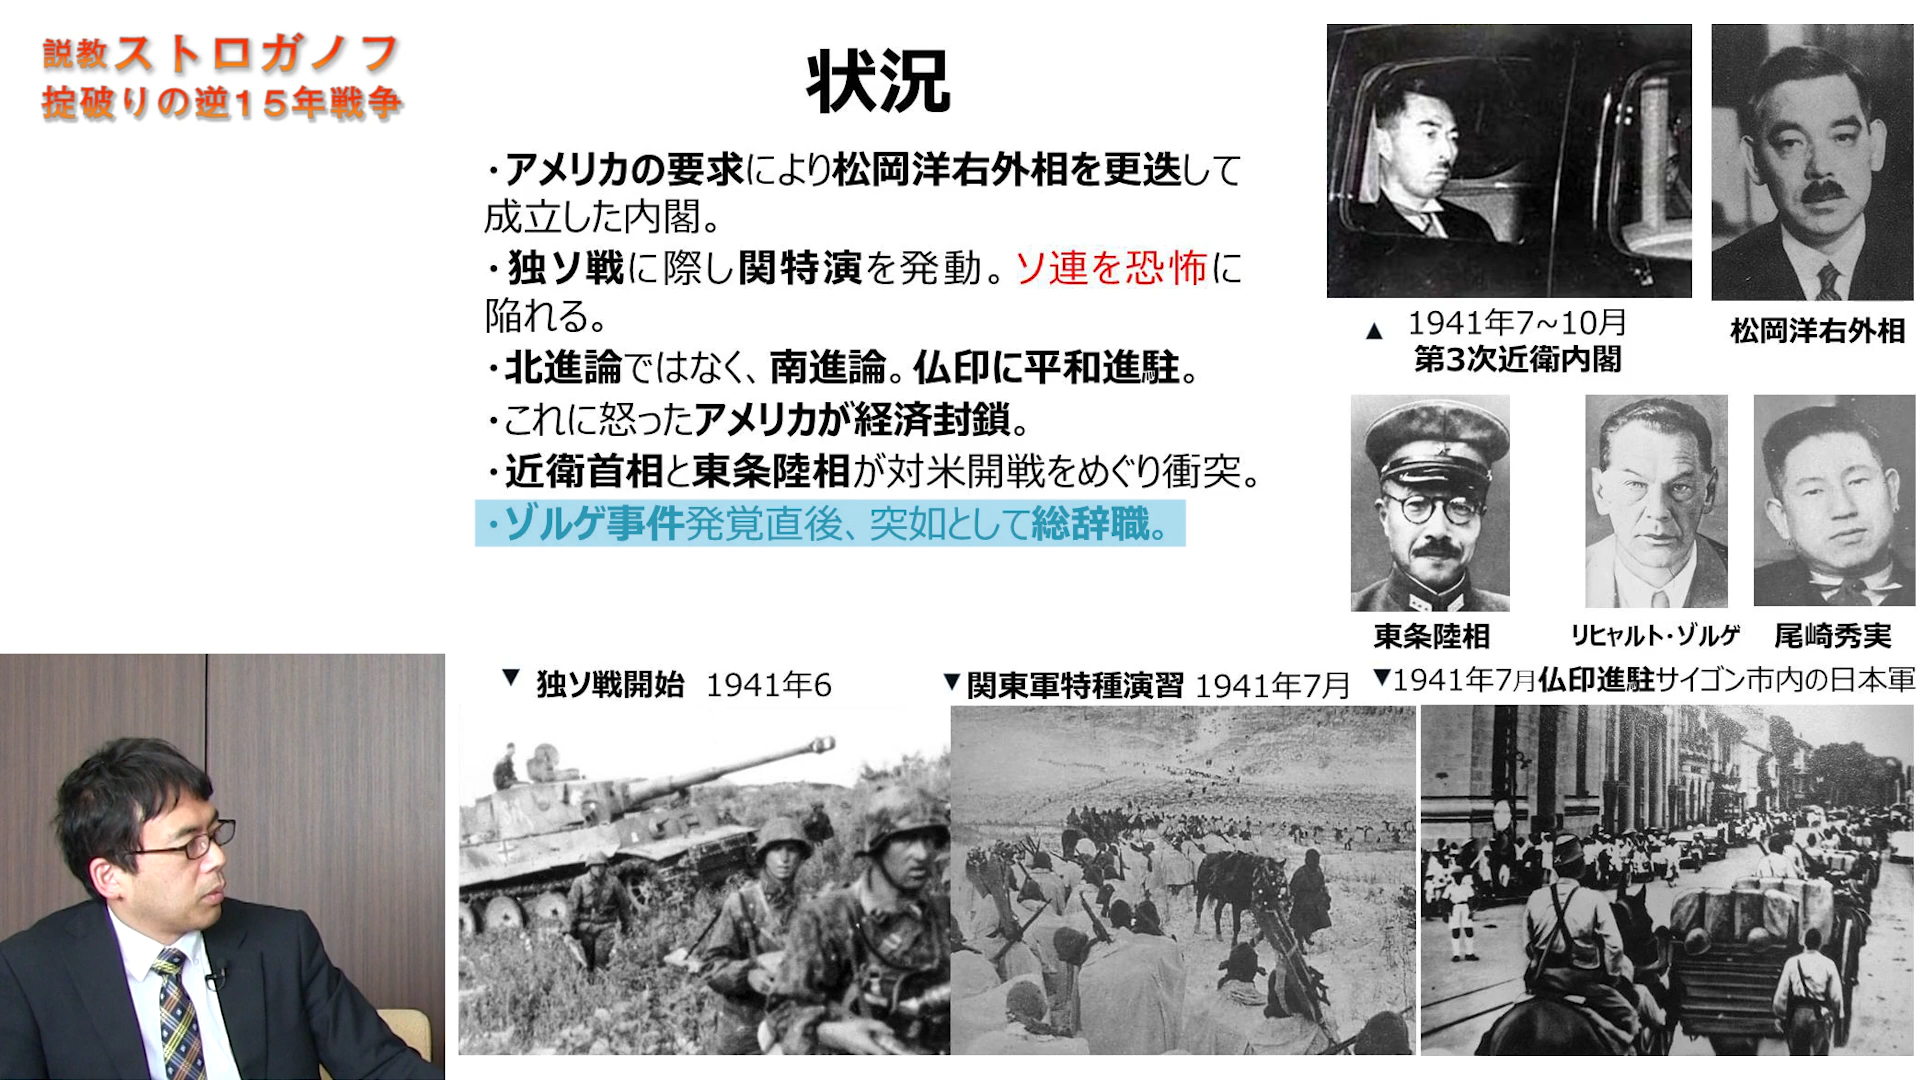 説教ストロガノフ
掟破りの逆15年戦争
状況
・アメリカの要求により松岡洋右外相を更迭して
成立した内閣。
・独ソ戦に際し関特演を発動。ソ連を恐怖に
陥れる。
・北進論ではなく、南進論。仏印に平和進駐。
・これに怒ったアメリカが経済封鎖。
・近衛首相と東条陸相が対米開戦をめぐり衝突。
・ゾルゲ事件発覚直後、突如として総辞職。
▲ 1941年7~10月
第3次近衛内閣
松岡洋右外相
東条陸相
リヒャルト・ゾルゲ
尾崎秀実
▼ 独ソ戦開始 1941年6
▼関東軍特種演習 1941年7月
▼1941年7月仏印進駐サイゴン市内の日本軍